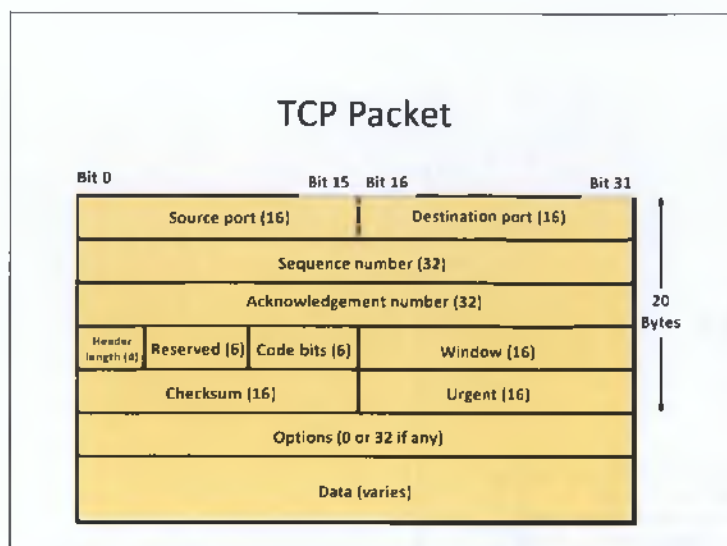 TCP Packet
Bit 0 Bit 15 Bit 16 Bit 31
Source port (16) Destination port (16)
Sequence number (32)
Acknowledgement number (32)
20
Bytes
Header
length (4) Reserved (6) Code bits (6) Window (16)
Checksum (16) Urgent (16)
Options (0 or 32 if any)
Data (varies)